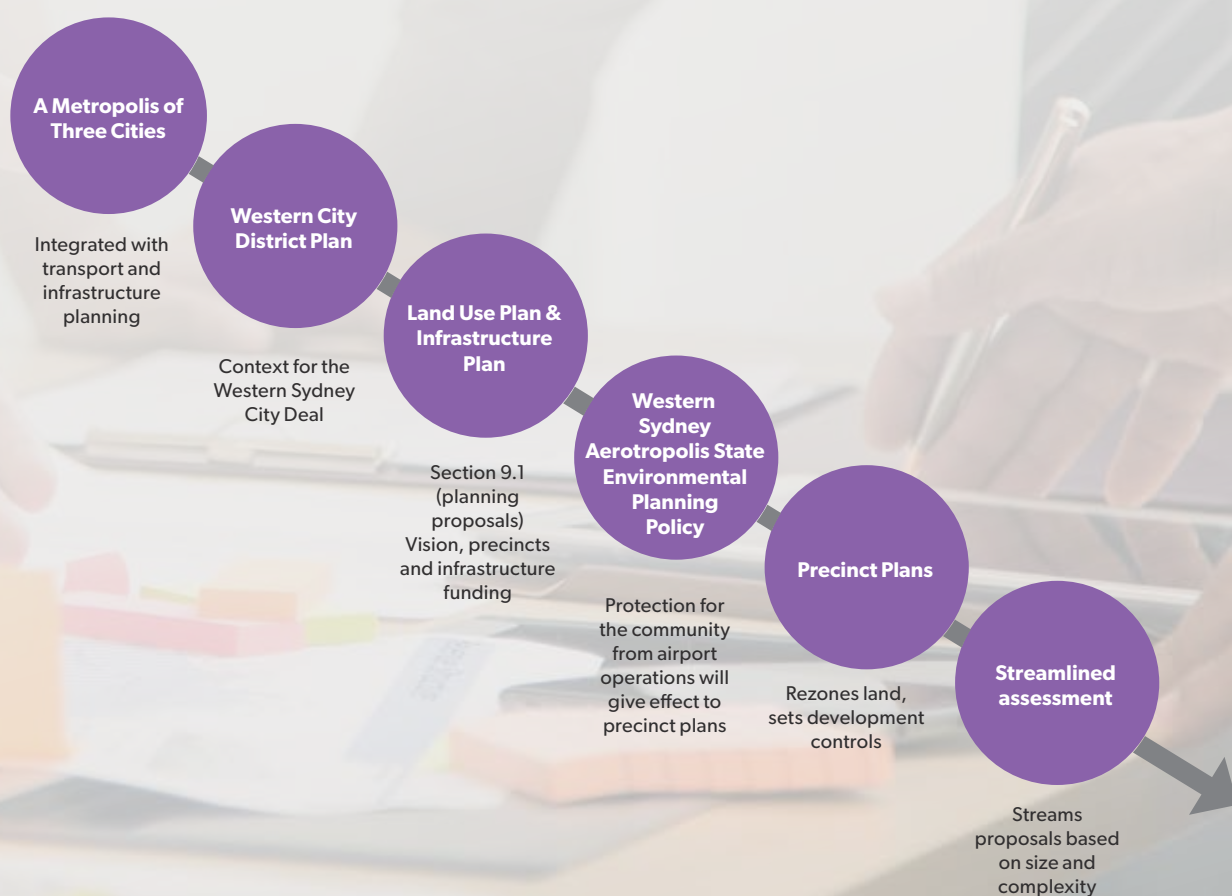 A Metropolis of
Three Cities
Integrated with
transport and
infrastructure
planning
Western City
District Plan
Context for the
Western Sydney
City Deal
Land Use Plan &
Infrastructure
Plan
Section 9.1
(planning
proposals)
Vision, precincts
and infrastructure
funding
Western
Sydney
Aerotropolis State
Environmental
Planning
Policy
Protection for
the community
from airport
operations will
give effect to
precinct plans
Precinct Plans
Rezones land,
sets development
controls
Streamlined
assessment
Streams
proposals based
on size and
complexity